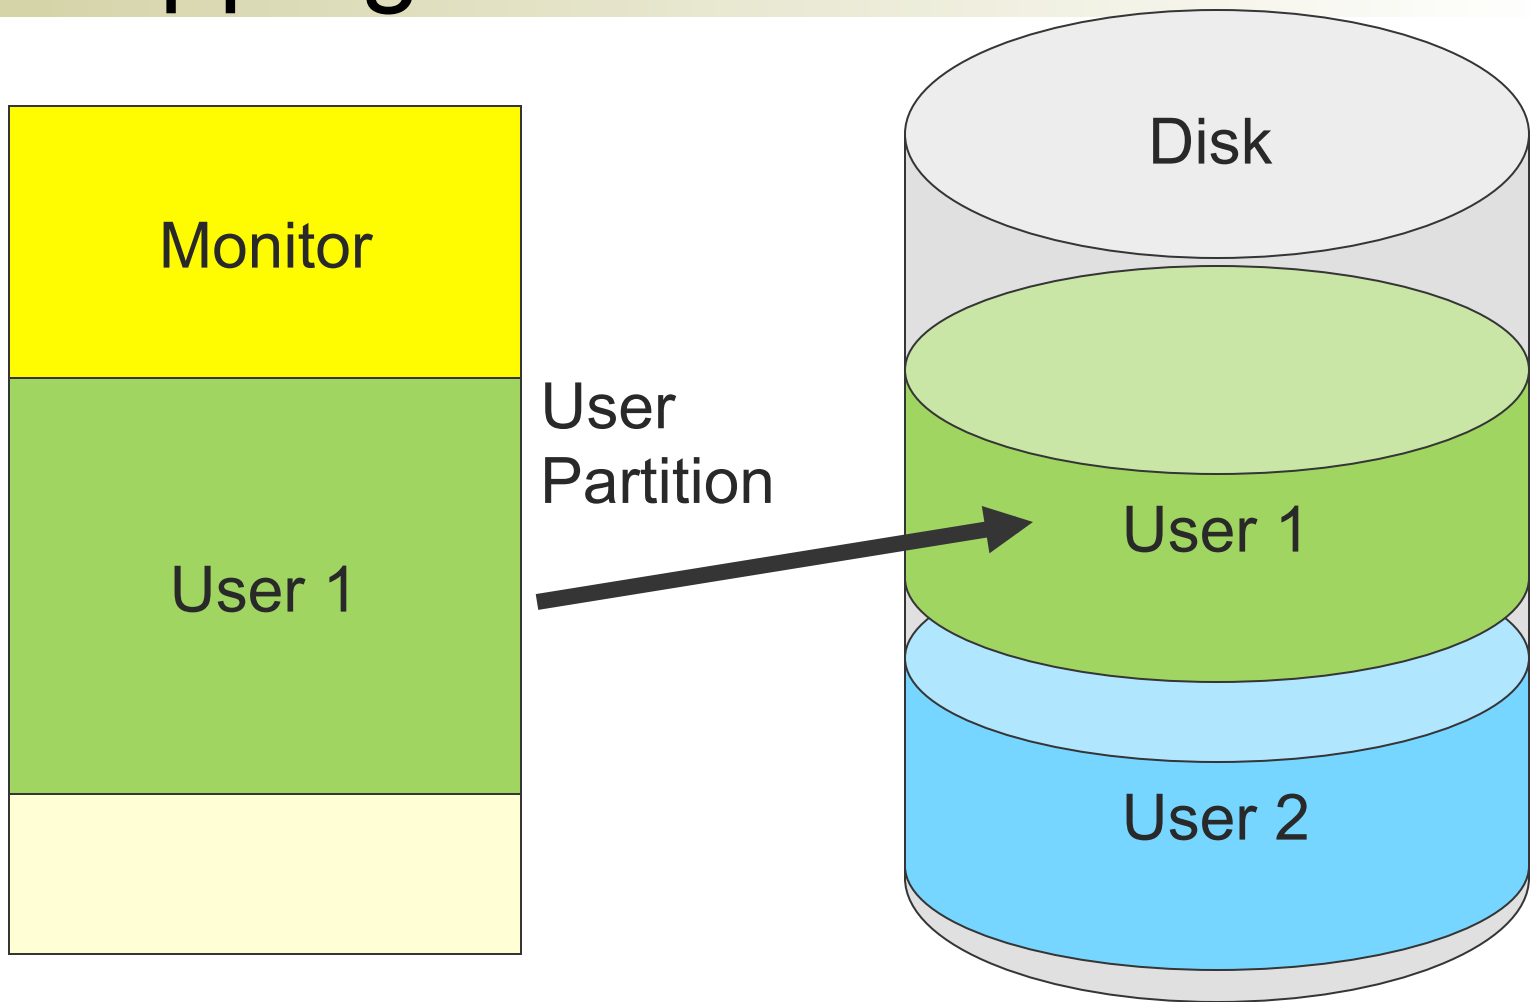 Disk
Monitor
User
Partition
User 1
User 1
User 2